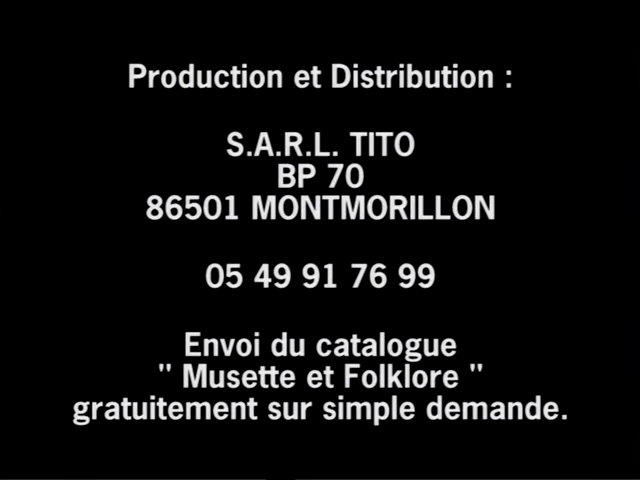 Production et Distribution :
S.A.R.L. TITO
BP 70
86501 MONTMORILLON
05 49 91 76 99
Envoi du catalogue
" Musette et Folklore "
gratuitement sur simple demande.